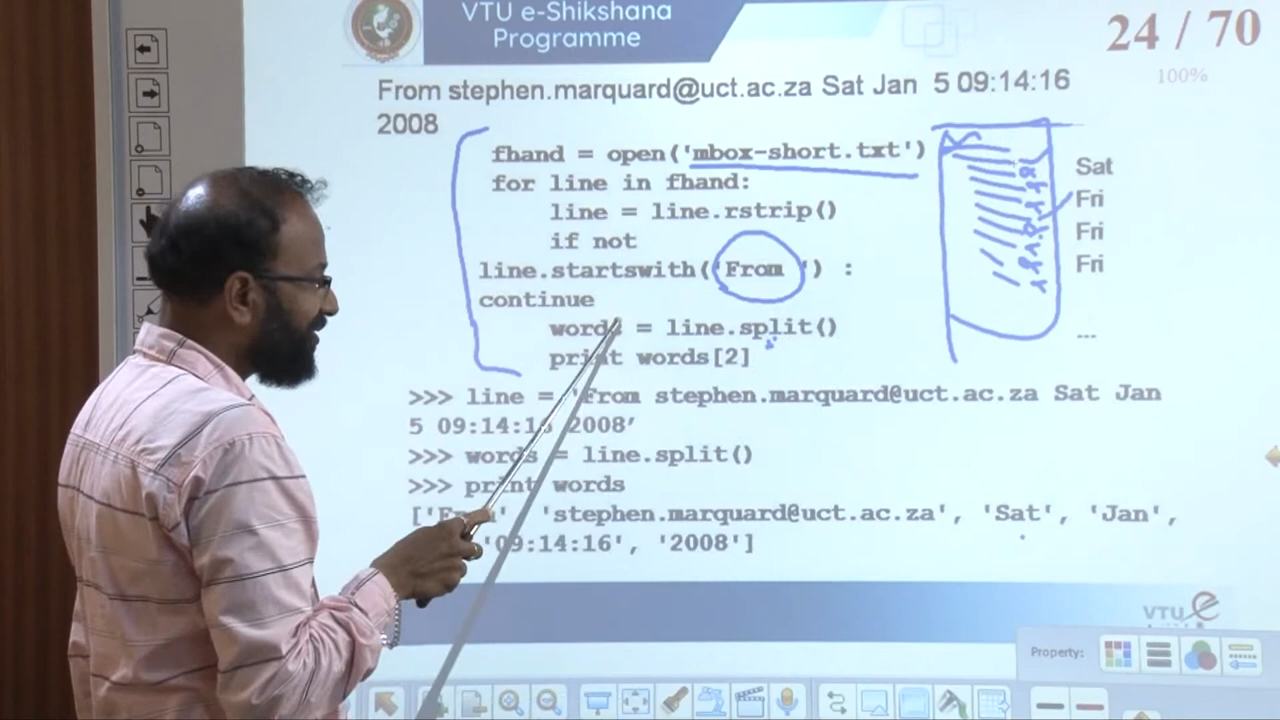 VTU e-Shikshana
Programme
24 / 70
100%
From stephen.marquard@uct.ac.za Sat Jan 5 09:14:16
2008
fhand = open('mbox-short.txt')
for line in fhand:
line = line.rstrip()
if not
line.startswith('From ') :
continue
words = line.split()
print words[2]
Sat
Fri
Fri
Fri
...
>>> line = 'From stephen.marquard@uct.ac.za Sat Jan
5 09:14:16 2008’
>>> words = line.split()
>>> print words
['From', 'stephen.marquard@uct.ac.za', 'Sat', 'Jan',
'09:14:16', '2008']
VTU e
Property: